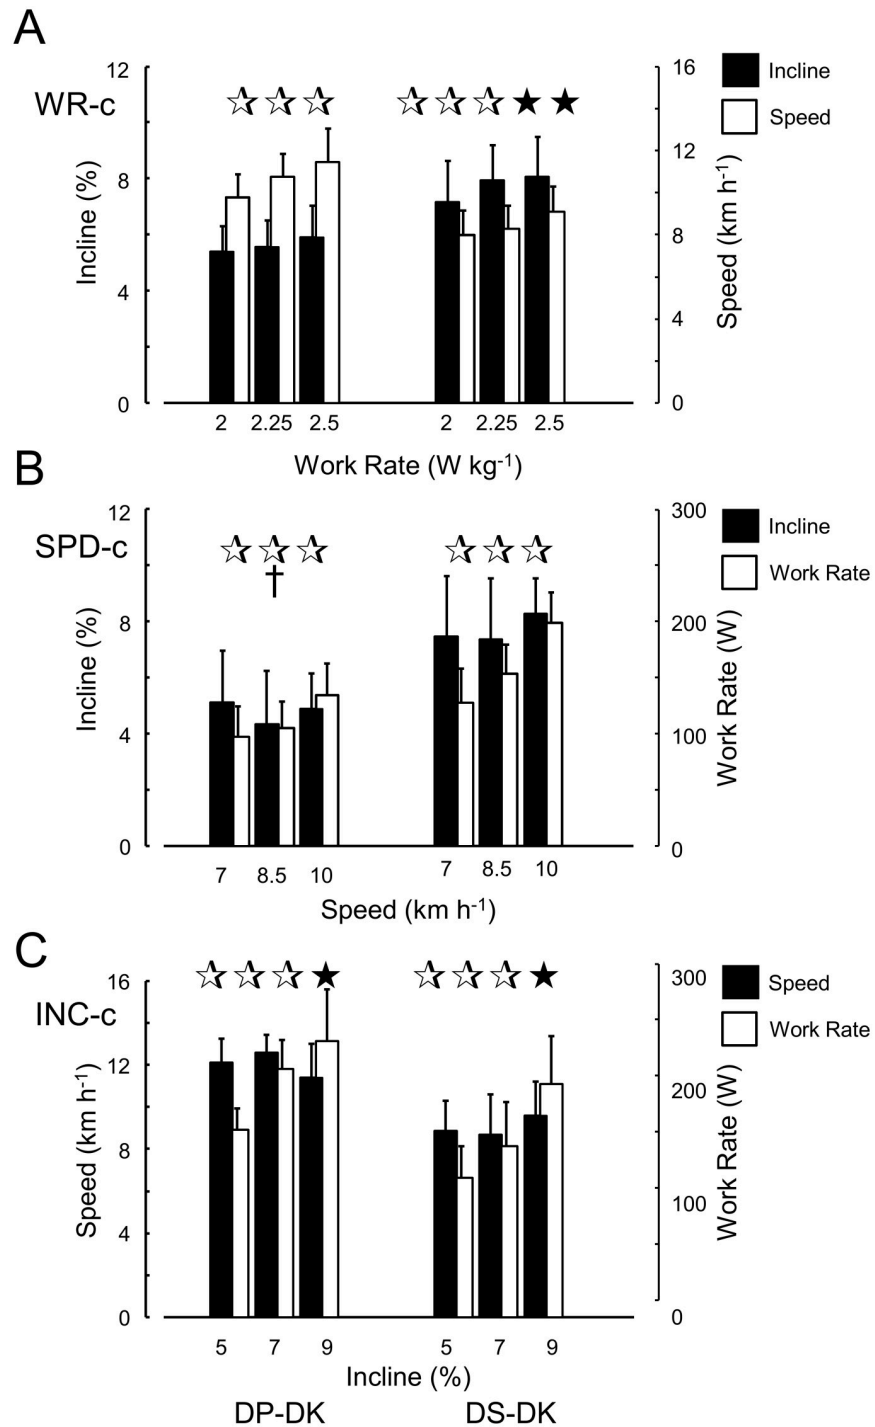 A
WR-c
☆ ☆ ☆ ☆ ☆ ☆ ★ ★
12
8
4
0
Incline (%)
16
12
8
4
0
Speed (km h-1)
Incline
Speed
2 2.25 2.5 2 2.25 2.5
Work Rate (W kg-1)
B
SPD-c
☆ ☆ ☆ ☆ ☆ ☆
†
12
8
4
0
Incline (%)
300
200
100
0
Work Rate (W)
Incline
Work Rate
7 8.5 10 7 8.5 10
Speed (km h-1)
C
INC-c
☆ ☆ ☆ ★ ☆ ☆ ☆ ★
16
12
8
4
0
Speed (km h-1)
300
200
100
0
Work Rate (W)
Speed
Work Rate
5 7 9 5 7 9
Incline (%)
DP-DK DS-DK